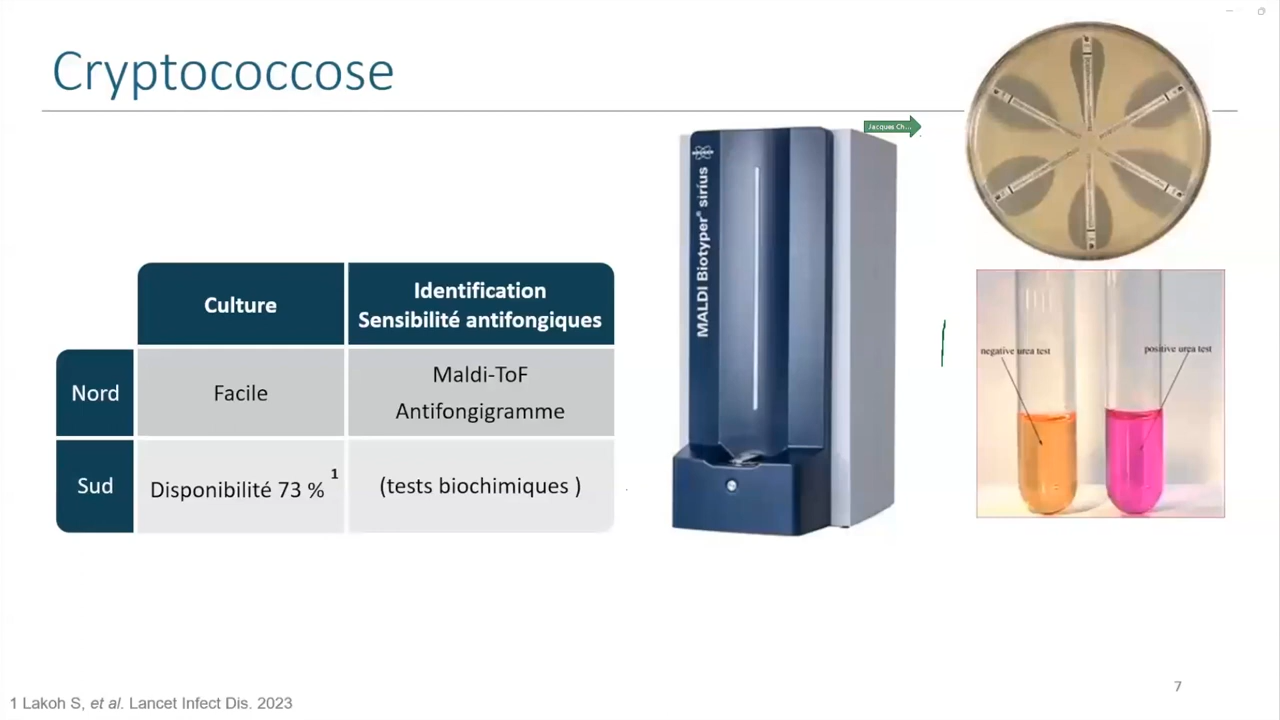 Cryptococcose
Jacques Ch...
BRUKER
MALDI Biotyper® sirius
Culture
Identification
Sensibilité antifongiques
Nord
Facile
Maldi-ToF
Antifongigramme
Sud
Disponibilité 73 % 1
(tests biochimiques )
negative urea test
positive urea test
7
1 Lakoh S, et al. Lancet Infect Dis. 2023